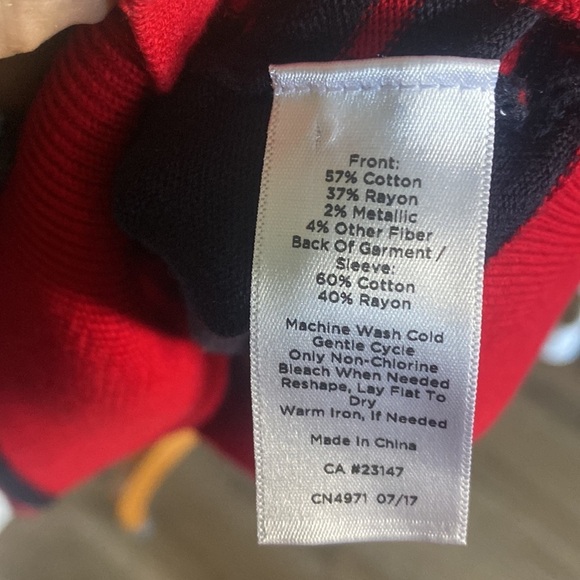 Front:
57% Cotton
37% Rayon
2% Metallic
4% Other Fiber
Back Of Garment /
Sleeve:
60% Cotton
40% Rayon
Machine Wash Cold
Gentle Cycle
Only Non-Chlorine
Bleach When Needed
Reshape, Lay Flat To
Dry
Warm Iron, If Needed
Made In China
CA #23147
CN4971 07/17